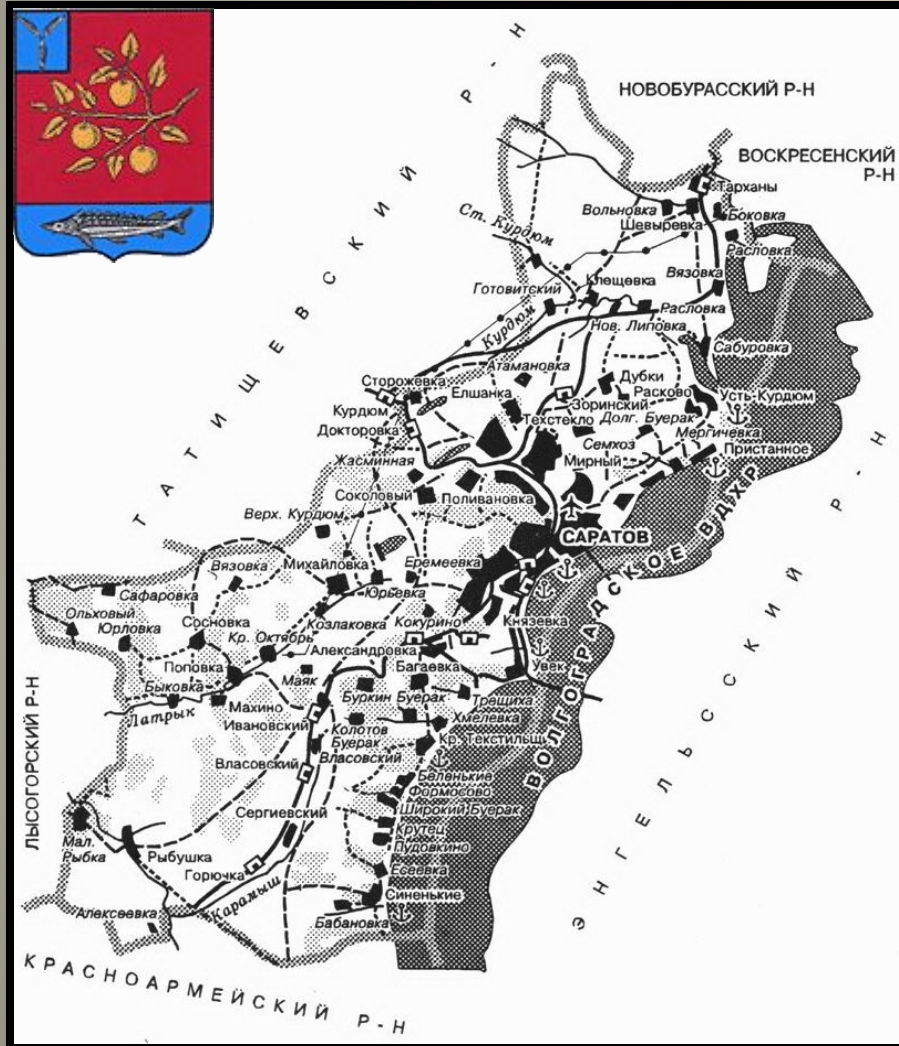 НОВОБУРАССКИЙ Р-Н
ВОСКРЕСЕНСКИЙ
Р-Н
ТАТИЩЕВСКИЙ Р-Н
Тарханы
Вольновка
Шевыревка
Боковка
Расловка
Ст. Курдюм
Вязовка
Клещевка
Готовитский
Курдюм
Расловка
Нов. Липовка
Сабуровка
Атамановка
Сторожевка
Елшанка
Дубки
Расково
Усть-Курдюм
Зоринский
Курдюм
Докторовка
Техстекло
Долг. Буерак
Мергичевка
Семхоз
Пристанное
Жасминная
Мирный
Соколовый
Поливановка
Верх. Курдюм
САРАТОВ
ВОЛГОГРАДСКОЕ ВДХР.
Вязовка
Михайловка
Еремеевка
Сафаровка
Юрьевка
Ольховый
Юрловка
Сосновка
Козлаковка
Кокурино
Князевка
Кр. Октябрь
Александровка
Поповка
Багаевка
Увек
Маяк
Быковка
Буркин Буерак
Трещиха
Латрык
Махино
Ивановский
Хмелевка
Колотов
Буерак
Кр. Текстильщ.
Власовский
Власовский
Беленькие
Формосово
Сергиевский
Широкий Буерак
Крутец
Мал.
Рыбка
Рыбушка
Пудовкино
Горючка
Есеевка
Карамыш
Синенькие
Алексеевка
Бабановка
ЛЫСОГОРСКИЙ Р-Н
ЭНГЕЛЬССКИЙ Р-Н
КРАСНОАРМЕЙСКИЙ Р-Н